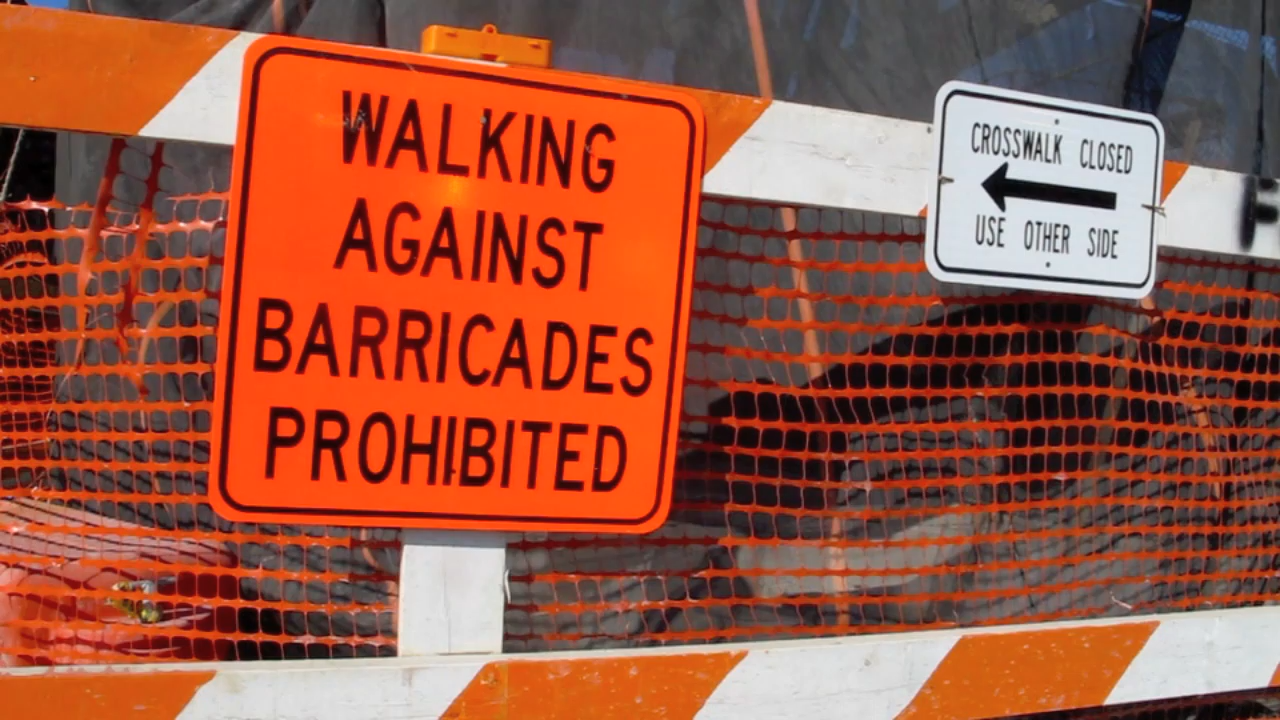 WALKING
AGAINST
BARRICADES
PROHIBITED
CROSSWALK CLOSED
USE OTHER SIDE